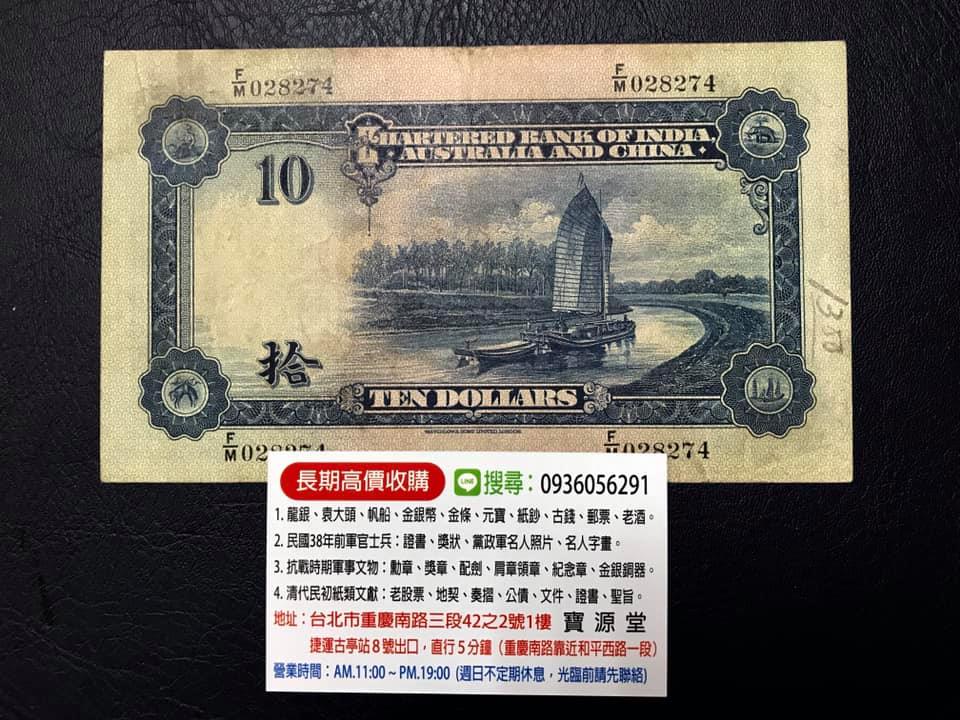 F/M 028274
F/M 028274
CHARTERED BANK OF INDIA,
AUSTRALIA AND CHINA
10
拾
TEN DOLLARS
F/M 028274
F/M 028274
長期高價收購
LINE 搜尋：0936056291
1. 龍銀、袁大頭、帆船、金銀幣、金條、元寶、紙鈔、古錢、郵票、老酒。
2. 民國38年前軍官士兵：證書、獎狀、黨政軍名人照片、名人字畫。
3. 抗戰時期軍事文物：勳章、獎章、配劍、肩章領章、紀念章、金銀銅器。
4. 清代民初紙類文獻：老股票、地契、奏摺、公債、文件、證書、聖旨。
地址：台北市重慶南路三段42之2號1樓 寶源堂
捷運古亭站8號出口，直行5分鐘（重慶南路靠近和平西路一段）
營業時間：AM.11:00 ~ PM.19:00 (週日不定期休息，光臨前請先聯絡)